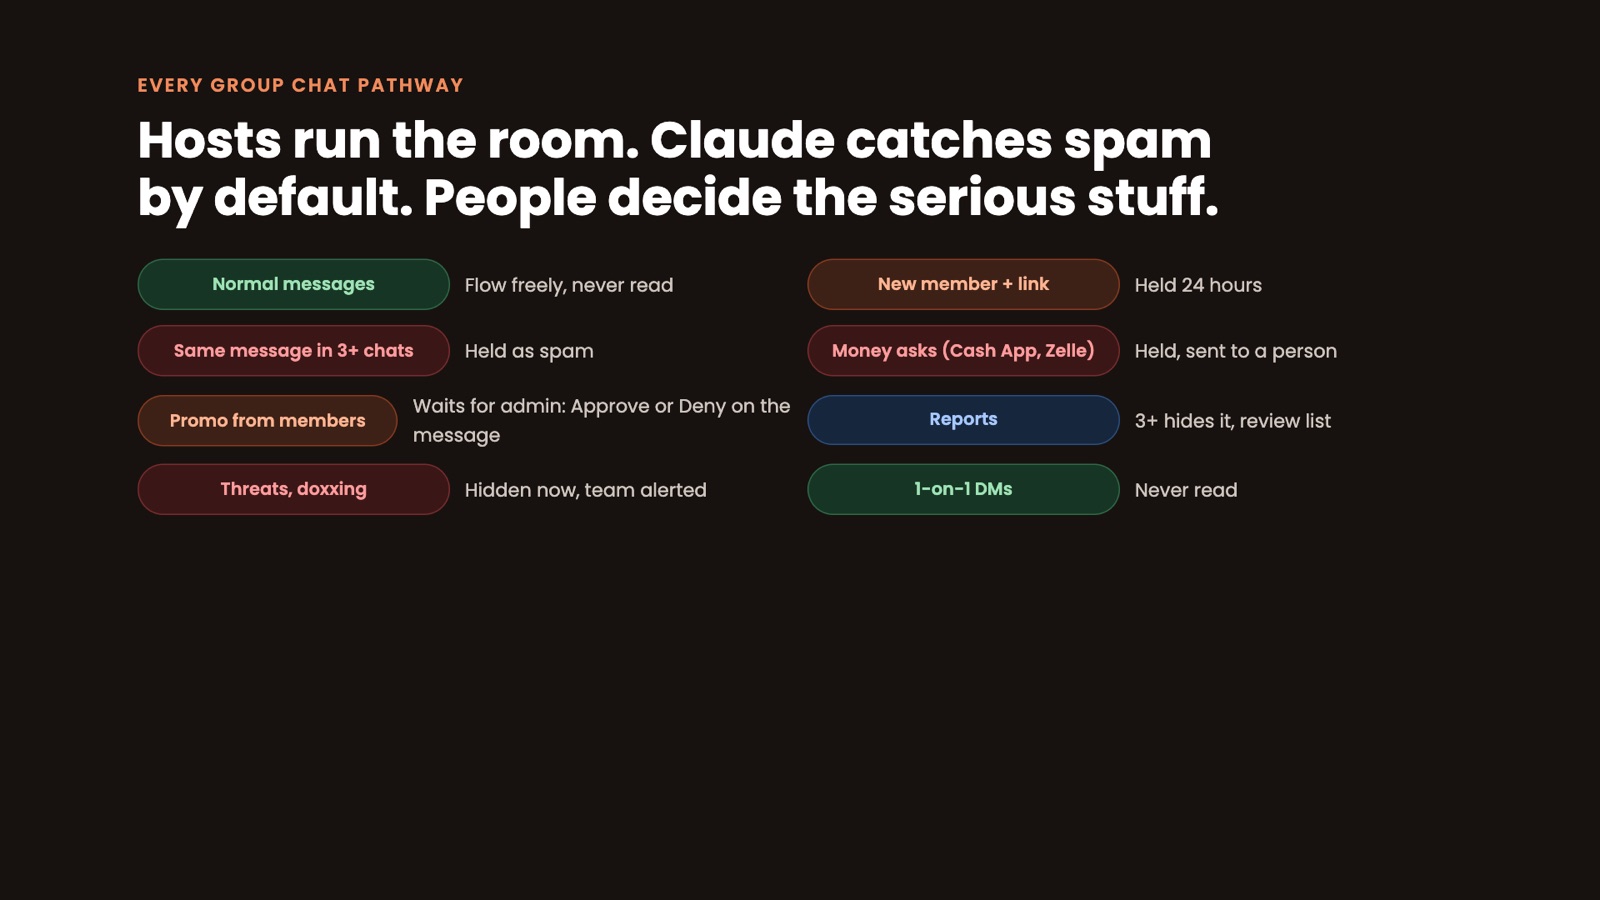 EVERY GROUP CHAT PATHWAY
Hosts run the room. Claude catches spam
by default. People decide the serious stuff.
Normal messages
Flow freely, never read
New member + link
Held 24 hours
Same message in 3+ chats
Held as spam
Money asks (Cash App, Zelle)
Held, sent to a person
Promo from members
Waits for admin: Approve or Deny on the
message
Reports
3+ hides it, review list
Threats, doxxing
Hidden now, team alerted
1-on-1 DMs
Never read